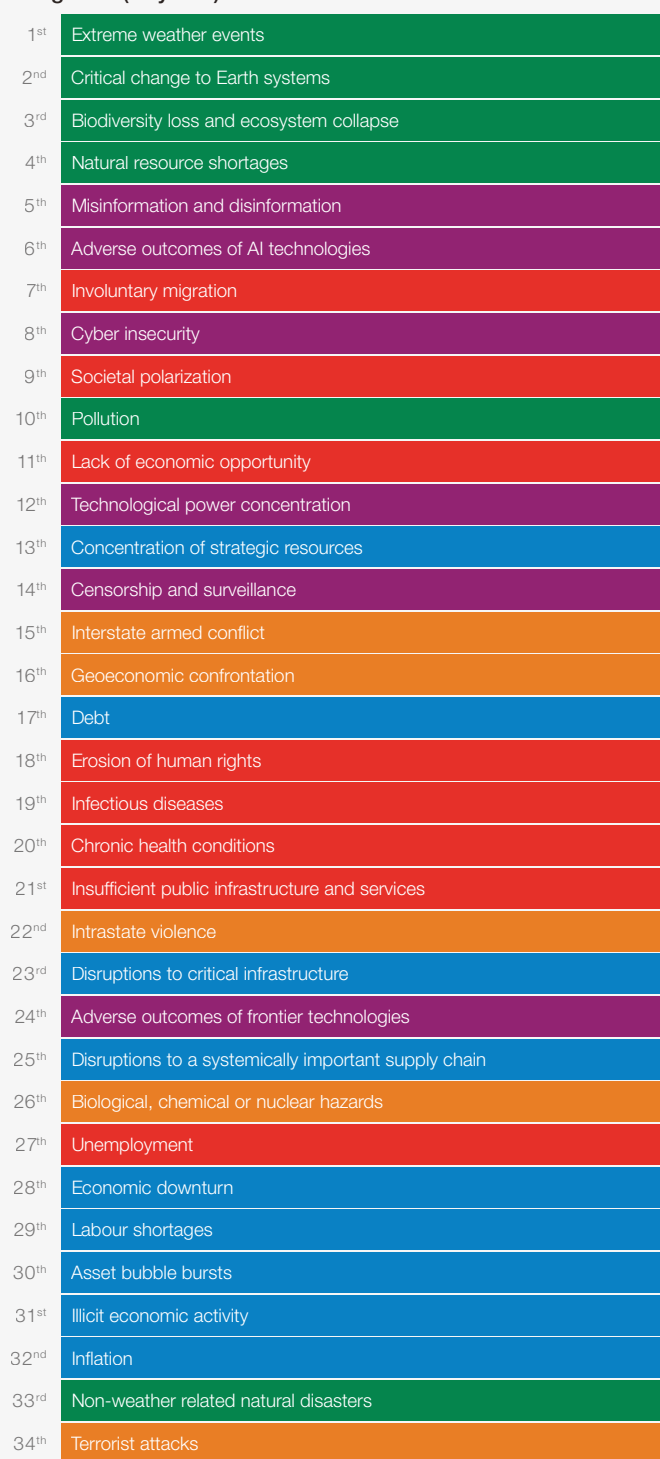 1st Extreme weather events
2nd Critical change to Earth systems
3rd Biodiversity loss and ecosystem collapse
4th Natural resource shortages
5th Misinformation and disinformation
6th Adverse outcomes of AI technologies
7th Involuntary migration
8th Cyber insecurity
9th Societal polarization
10th Pollution
11th Lack of economic opportunity
12th Technological power concentration
13th Concentration of strategic resources
14th Censorship and surveillance
15th Interstate armed conflict
16th Geoeconomic confrontation
17th Debt
18th Erosion of human rights
19th Infectious diseases
20th Chronic health conditions
21st Insufficient public infrastructure and services
22nd Intrastate violence
23rd Disruptions to critical infrastructure
24th Adverse outcomes of frontier technologies
25th Disruptions to a systemically important supply chain
26th Biological, chemical or nuclear hazards
27th Unemployment
28th Economic downturn
29th Labour shortages
30th Asset bubble bursts
31st Illicit economic activity
32nd Inflation
33rd Non-weather related natural disasters
34th Terrorist attacks